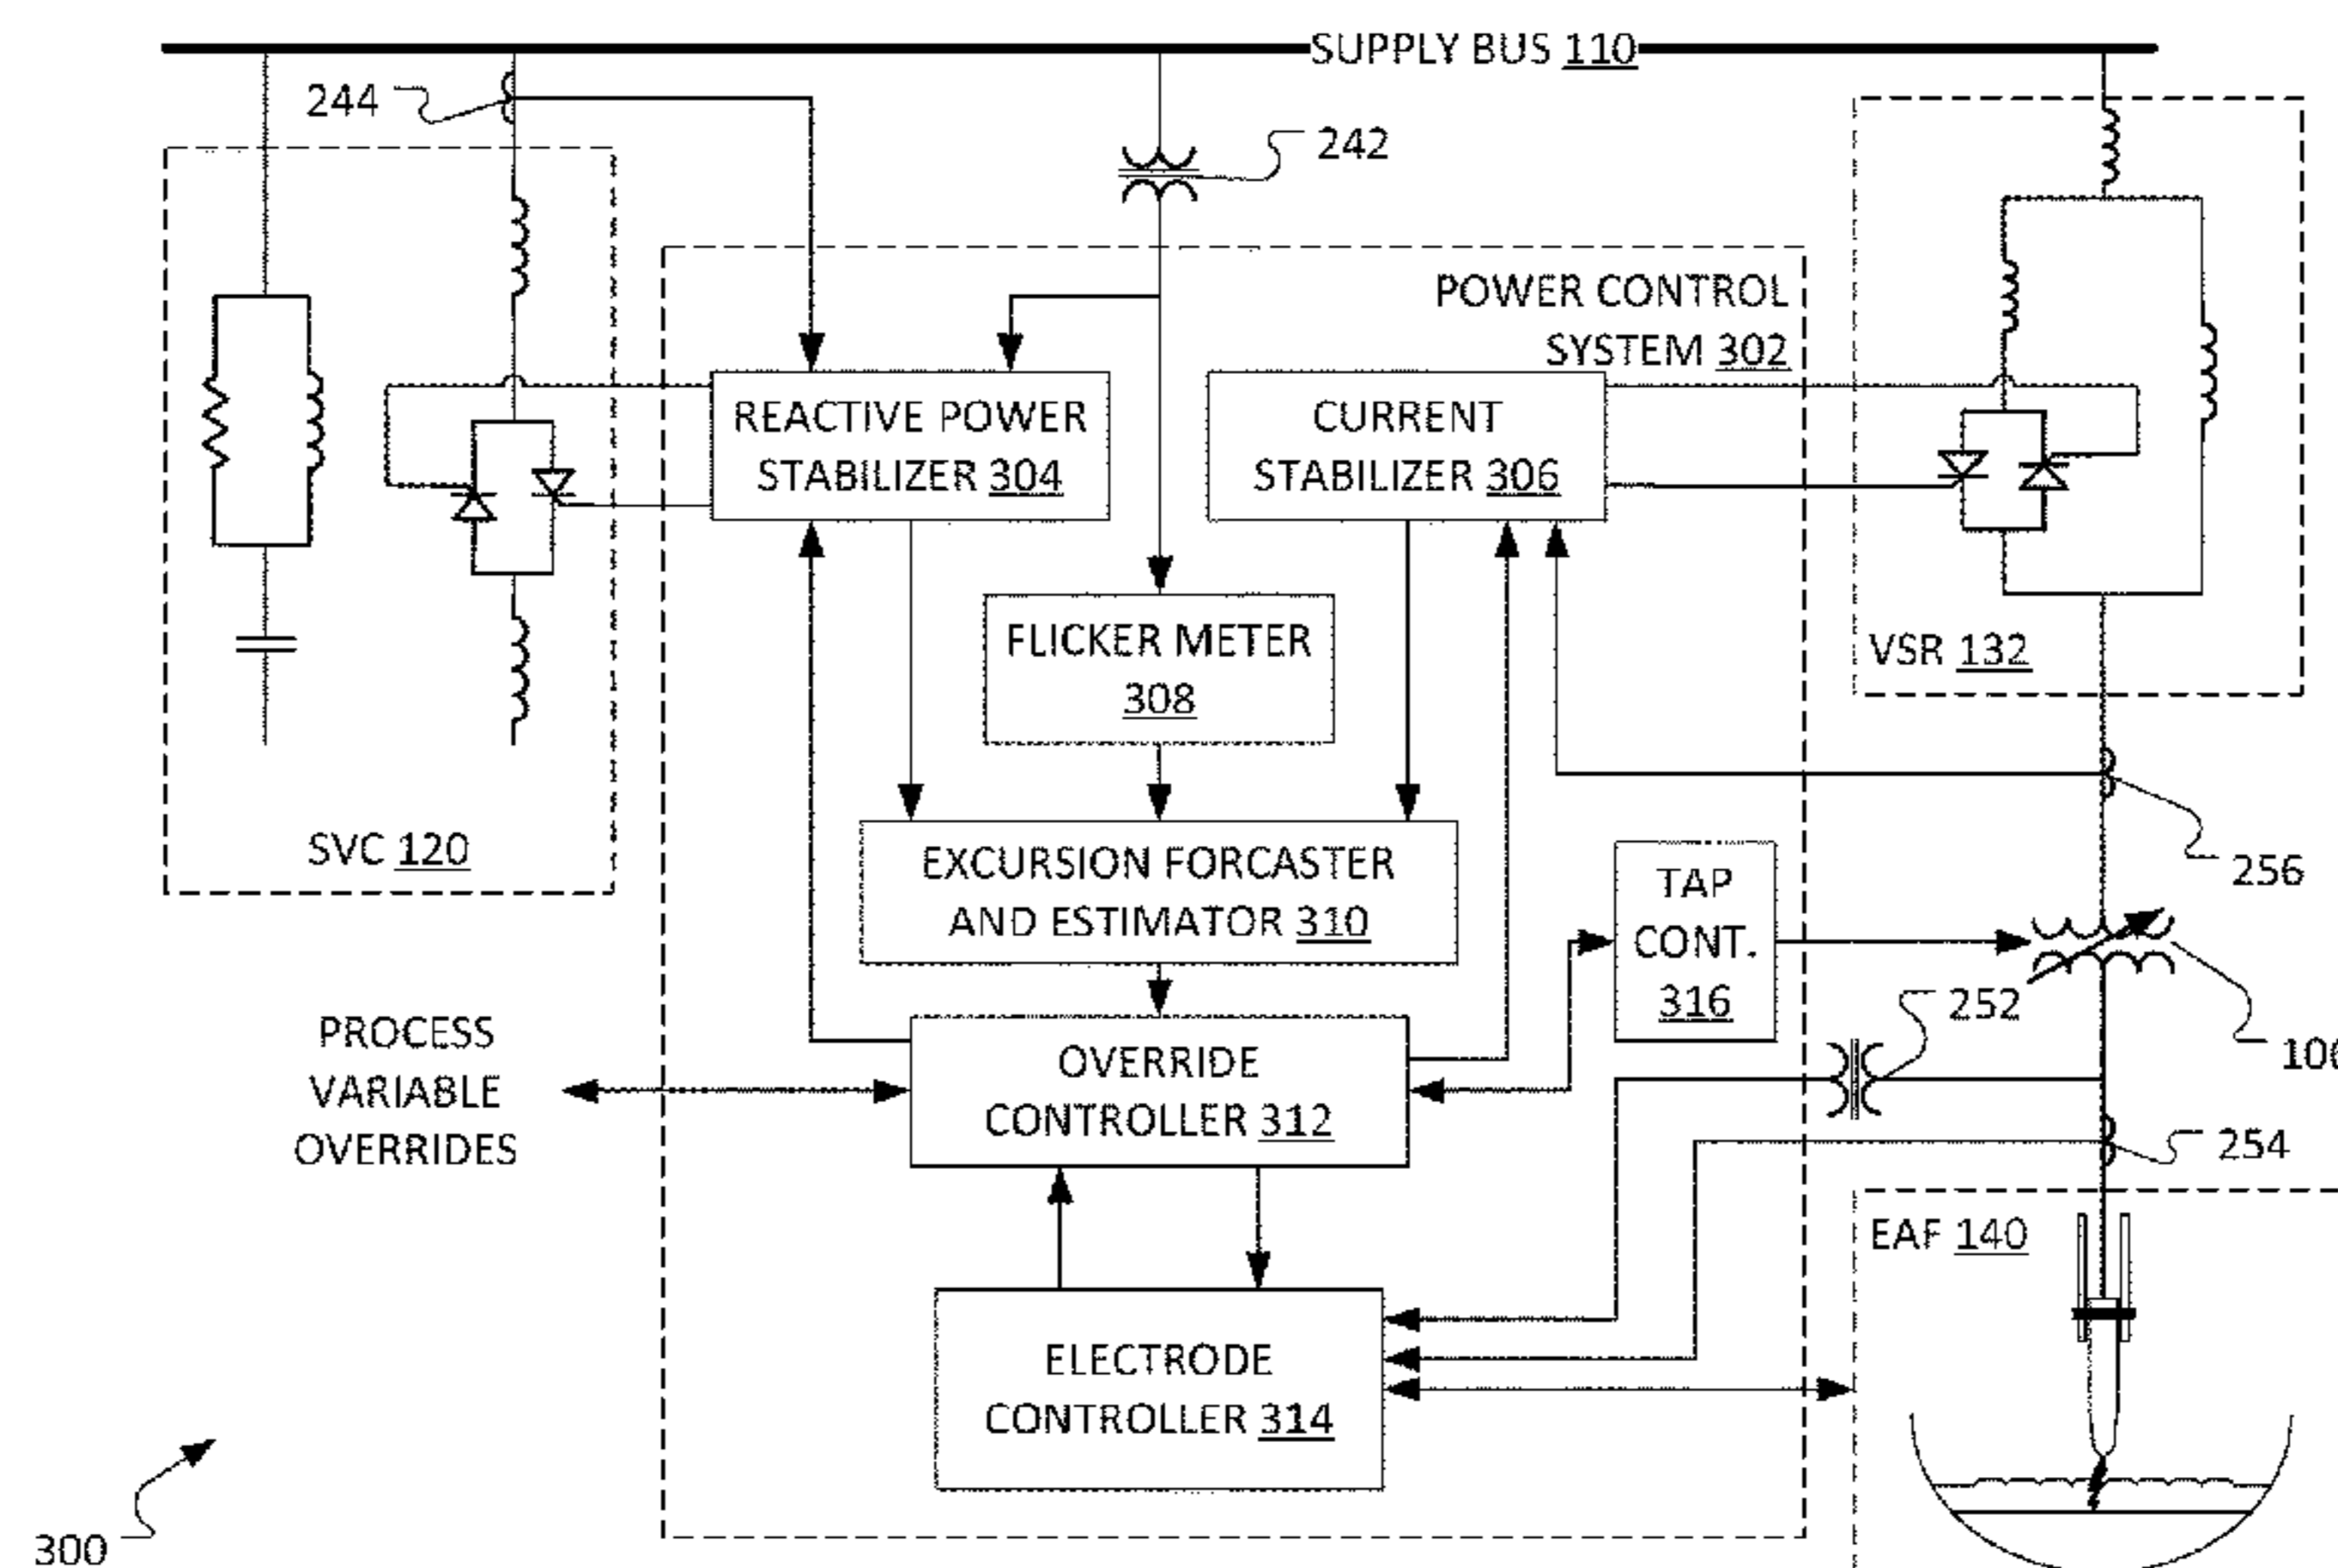 SUPPLY BUS 110
244
242
POWER CONTROL
SYSTEM 302
REACTIVE POWER
STABILIZER 304
CURRENT
STABILIZER 306
FLICKER METER
308
VSR 132
SVC 120
EXCURSION FORCASTER
AND ESTIMATOR 310
TAP
CONT.
316
256
252
106
PROCESS
VARIABLE
OVERRIDES
OVERRIDE
CONTROLLER 312
254
EAF 140
ELECTRODE
CONTROLLER 314
300